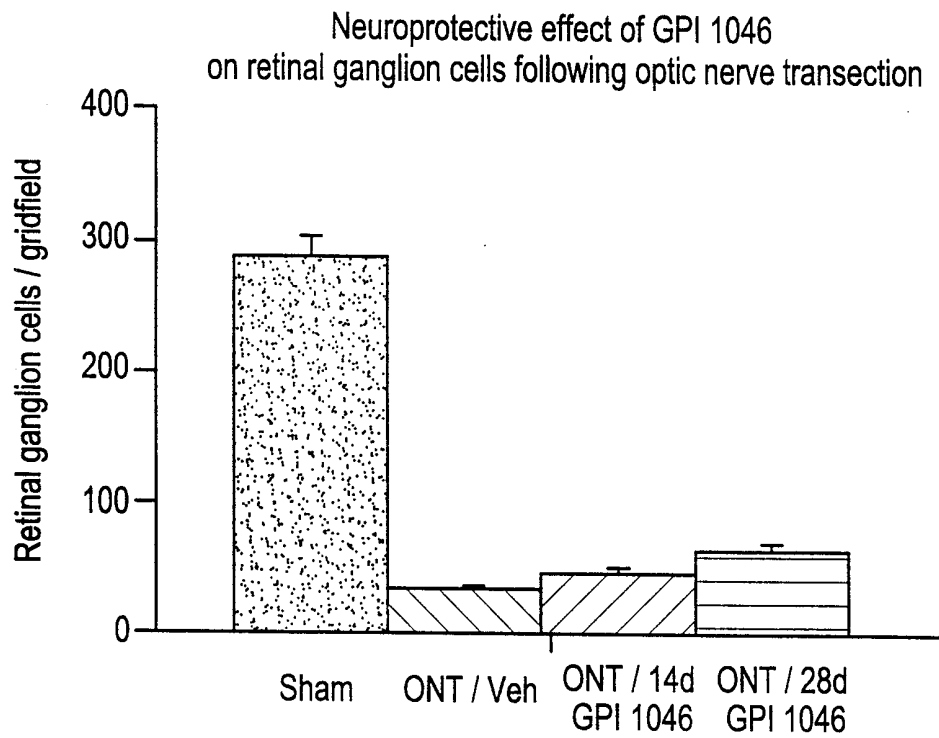 Neuroprotective effect of GPI 1046
on retinal ganglion cells following optic nerve transection
Retinal ganglion cells / gridfield
400
300
200
100
0
Sham
ONT / Veh
ONT / 14d
GPI 1046
ONT / 28d
GPI 1046